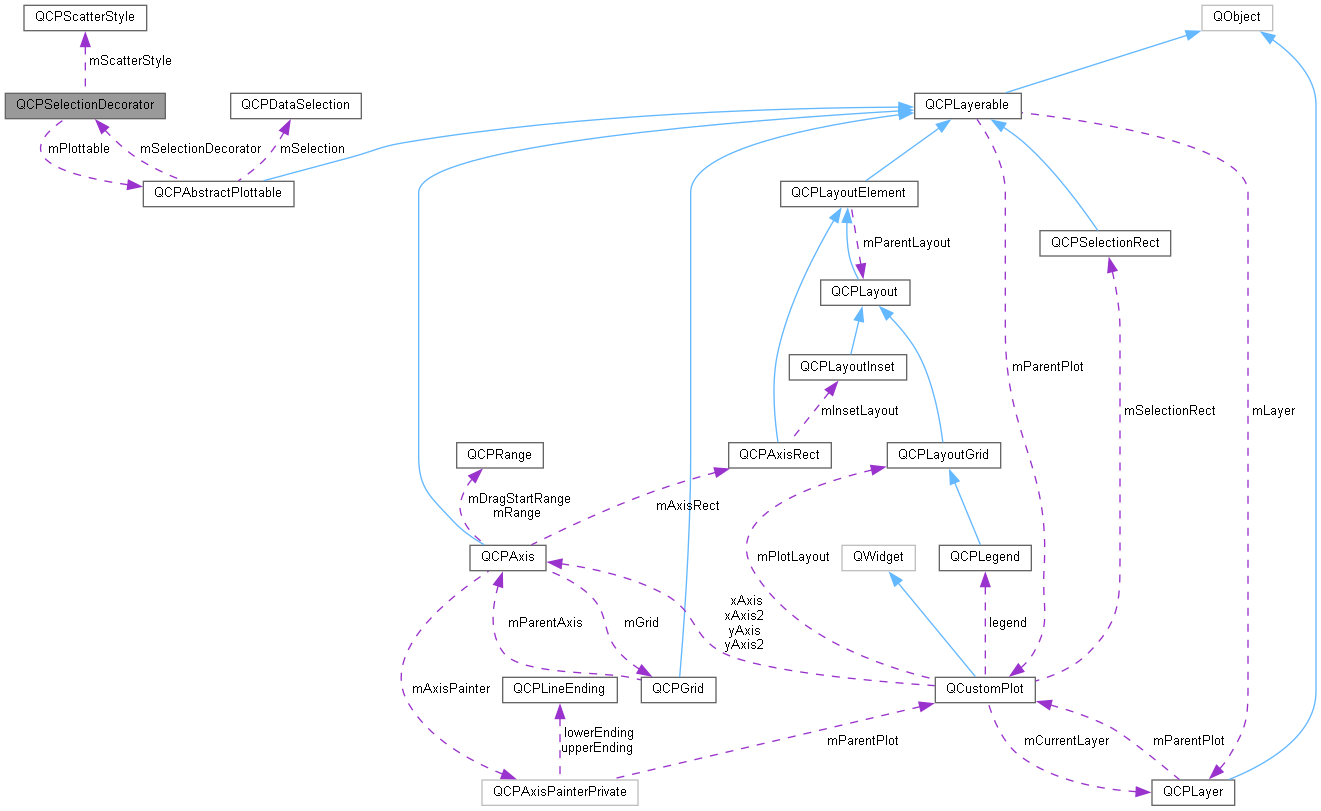 QCPScatterStyle
QObject
mScatterStyle
QCPSelectionDecorator
QCPDataSelection
QCPLayerable
mPlottable
mSelectionDecorator
mSelection
QCPAbstractPlottable
QCPLayoutElement
mParentLayout
QCPSelectionRect
QCPLayout
QCPLayoutInset
mParentPlot
mInsetLayout
mSelectionRect
mLayer
QCPRange
QCPAxisRect
QCPLayoutGrid
mDragStartRange
mRange
mAxisRect
QCPAxis
mPlotLayout
QWidget
QCPLegend
xAxis
xAxis2
yAxis
yAxis2
mParentAxis
mGrid
legend
mAxisPainter
QCPLineEnding
QCPGrid
QCustomPlot
lowerEnding
upperEnding
mParentPlot
mCurrentLayer
mParentPlot
QCPAxisPainterPrivate
QCPLayer